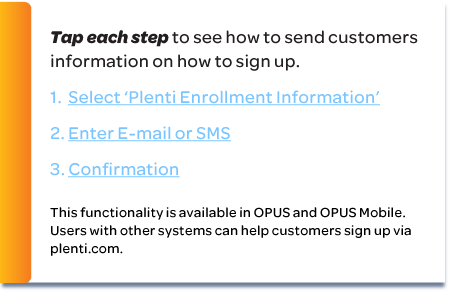 Tap each step to see how to send customers
information on how to sign up.
1. Select ‘Plenti Enrollment Information’
2. Enter E-mail or SMS
3. Confirmation
This functionality is available in OPUS and OPUS Mobile.
Users with other systems can help customers sign up via
plenti.com.